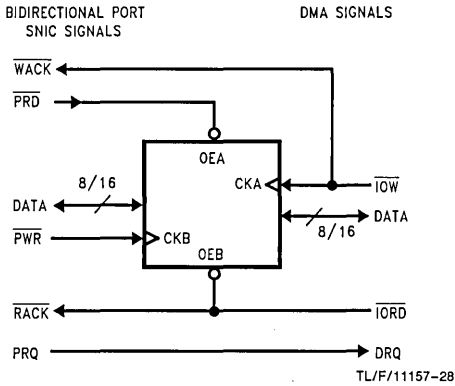 BIDIRECTIONAL PORT
SNIC SIGNALS
DMA SIGNALS
WACK
PRD
OEA
8/16
CKA
IOW
DATA
DATA
8/16
PWR
CKB
OEB
RACK
IORD
PRQ
DRQ
TL/F/11157-28